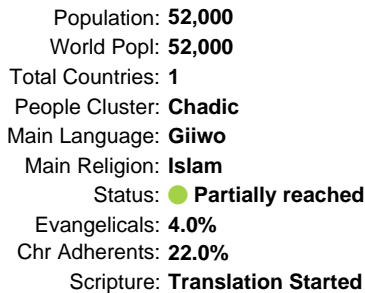 Population: 52,000
World Popl: 52,000
Total Countries: 1
People Cluster: Chadic
Main Language: Giiwo
Main Religion: Islam
Status: Partially reached
Evangelicals: 4.0%
Chr Adherents: 22.0%
Scripture: Translation Started